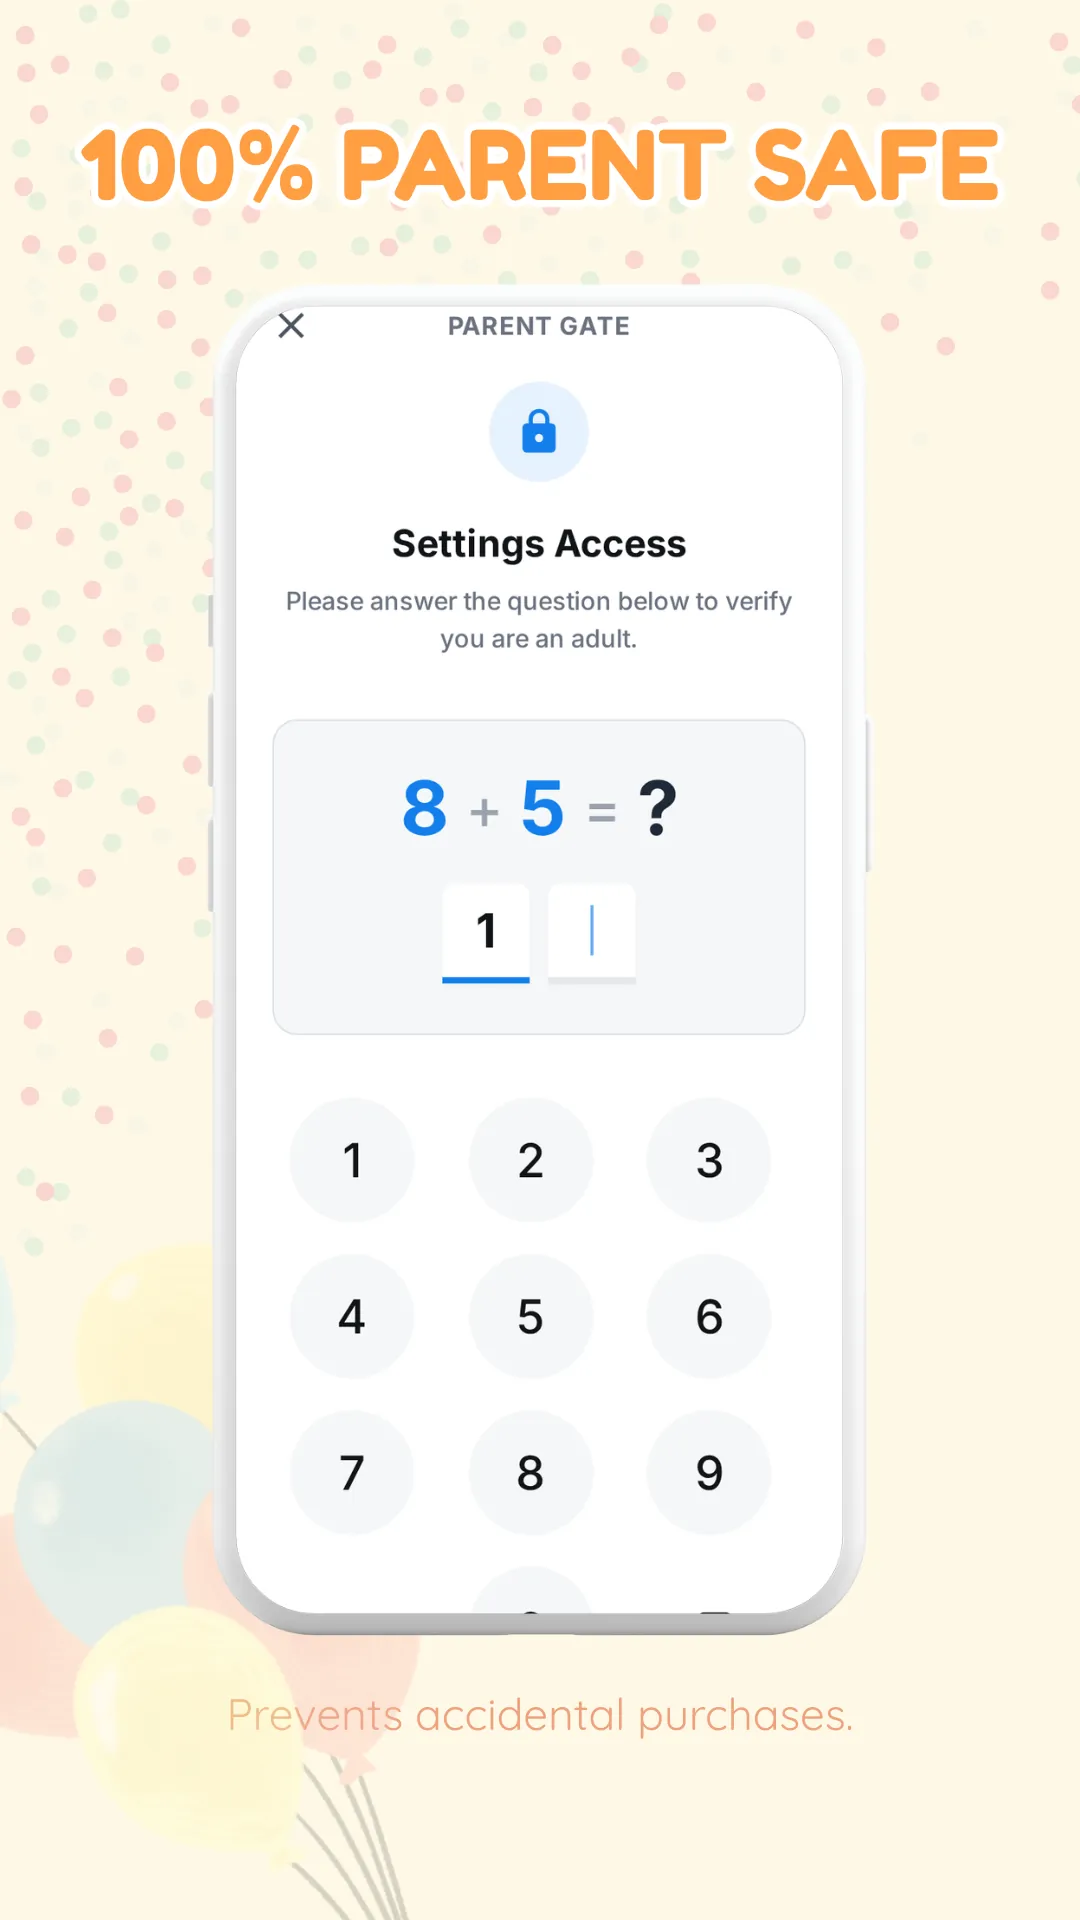 100% PARENT SAFE
PARENT GATE
Settings Access
Please answer the question below to verify
you are an adult.
8 + 5 = ?
1
1 2 3
4 5 6
7 8 9
Prevents accidental purchases.